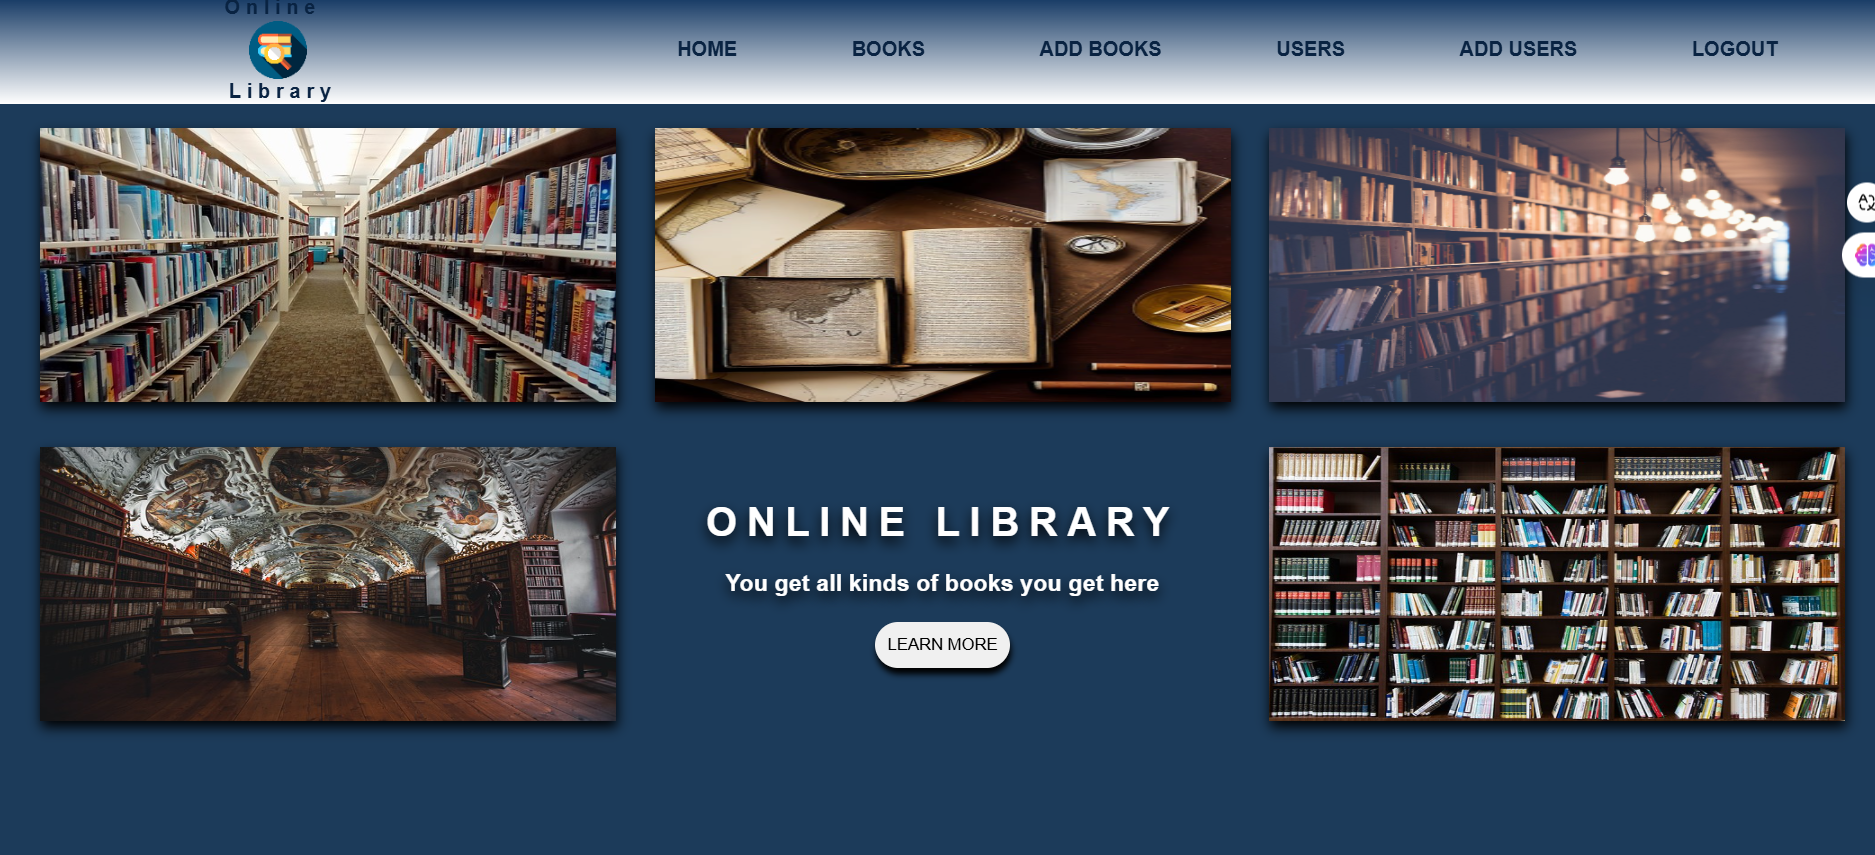 Online
Library
HOME BOOKS ADD BOOKS USERS ADD USERS LOGOUT
ONLINE LIBRARY
You get all kinds of books you get here
LEARN MORE